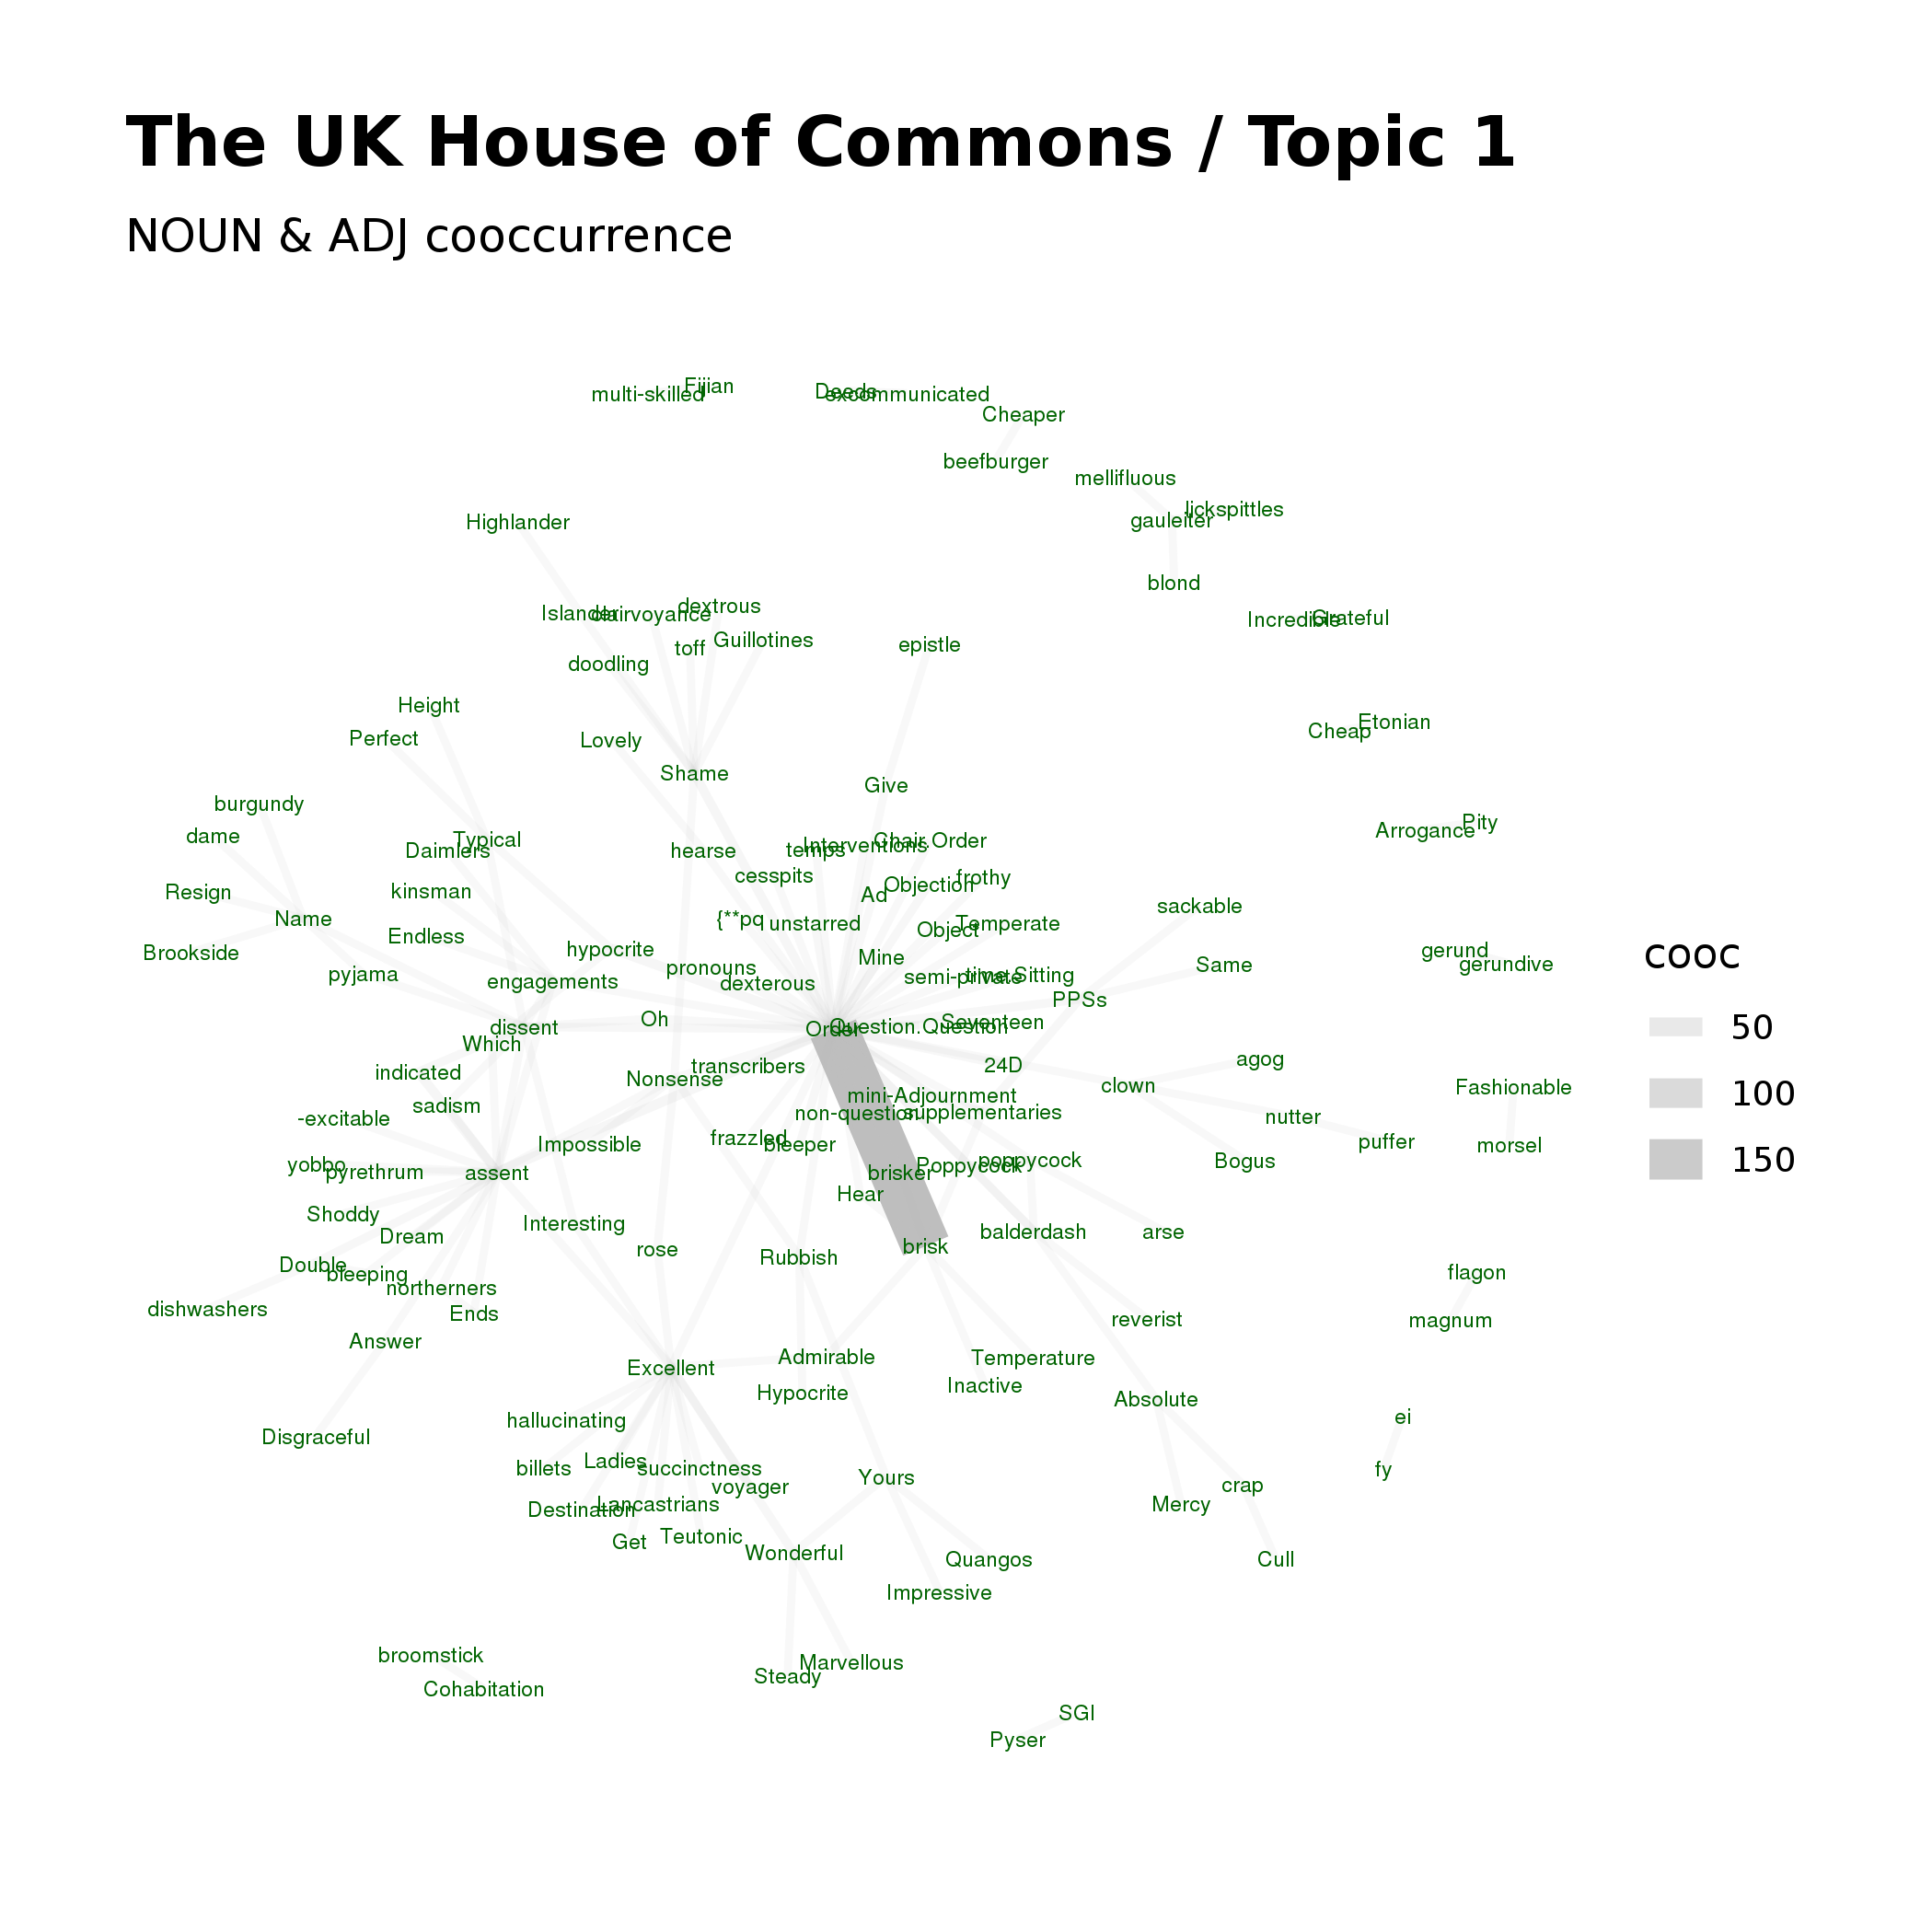 The UK House of Commons / Topic 1
NOUN & ADJ cooccurrence
multi-skilled
Fijian
Deeds
excommunicated
Cheaper
beefburger
mellifluous
lickspittles
gauleiter
Highlander
blond
Islander
clairvoyance
dextrous
Incredible
Grateful
Guillotines
toff
epistle
doodling
Height
Etonian
Cheap
Perfect
Lovely
Shame
Give
burgundy
Pity
Arrogance
dame
Typical
Daimlers
hearse
temps
Interventions
Chair.Order
cesspits
frothy
Objection
Ad
Resign
kinsman
sackable
Name
{**pq
unstarred
Temperate
Object
Endless
hypocrite
Brookside
Mine
gerund
gerundive
pronouns
Same
pyjama
engagements
dexterous
semi-private
time.Sitting
PPSs
cooc
Oh
dissent
Order
Question.Question
Seventeen
50
Which
indicated
transcribers
24D
agog
Nonsense
clown
Fashionable
100
sadism
mini-Adjournment
-excitable
non-question
supplementaries
nutter
Impossible
frazzled
bleeper
puffer
morsel
yobbo
pyrethrum
assent
brisker
Poppycock
poppycock
Bogus
150
Hear
Shoddy
Interesting
Dream
balderdash
arse
rose
Rubbish
brisk
Double
bleeping
flagon
northerners
dishwashers
Ends
reverist
magnum
Answer
Excellent
Admirable
Temperature
Hypocrite
Inactive
Absolute
hallucinating
ei
Disgraceful
billets
Ladies
succinctness
Yours
fy
voyager
crap
Destination
Lancastrians
Mercy
Get
Teutonic
Wonderful
Quangos
Cull
Impressive
broomstick
Marvellous
Steady
Cohabitation
SGI
Pyser